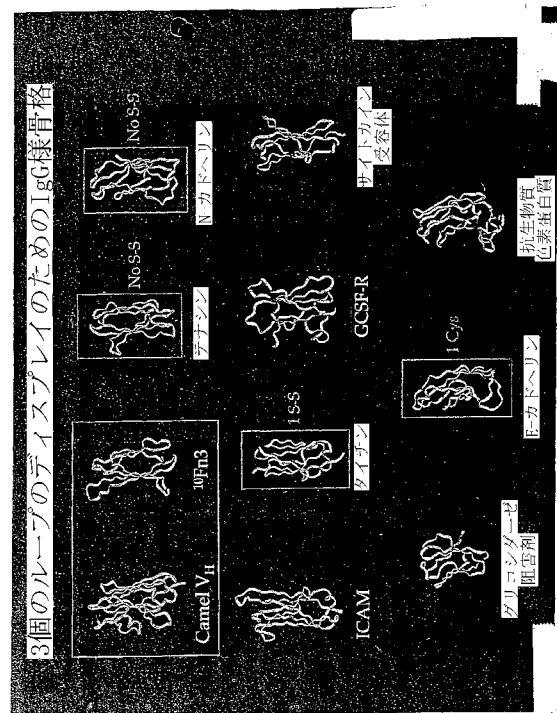 3個のループのディスプレイのためのIgG様骨格
Camel VH
¹⁰Fn3
No S-S
テナシン
No S-S
N-カドヘリン
ICAM
1 S-S
タイチン
GCSF-R
サイトカイン
受容体
グリコシダーゼ
阻害剤
1 Cys
E-カドヘリン
抗生物質
色素蛋白質